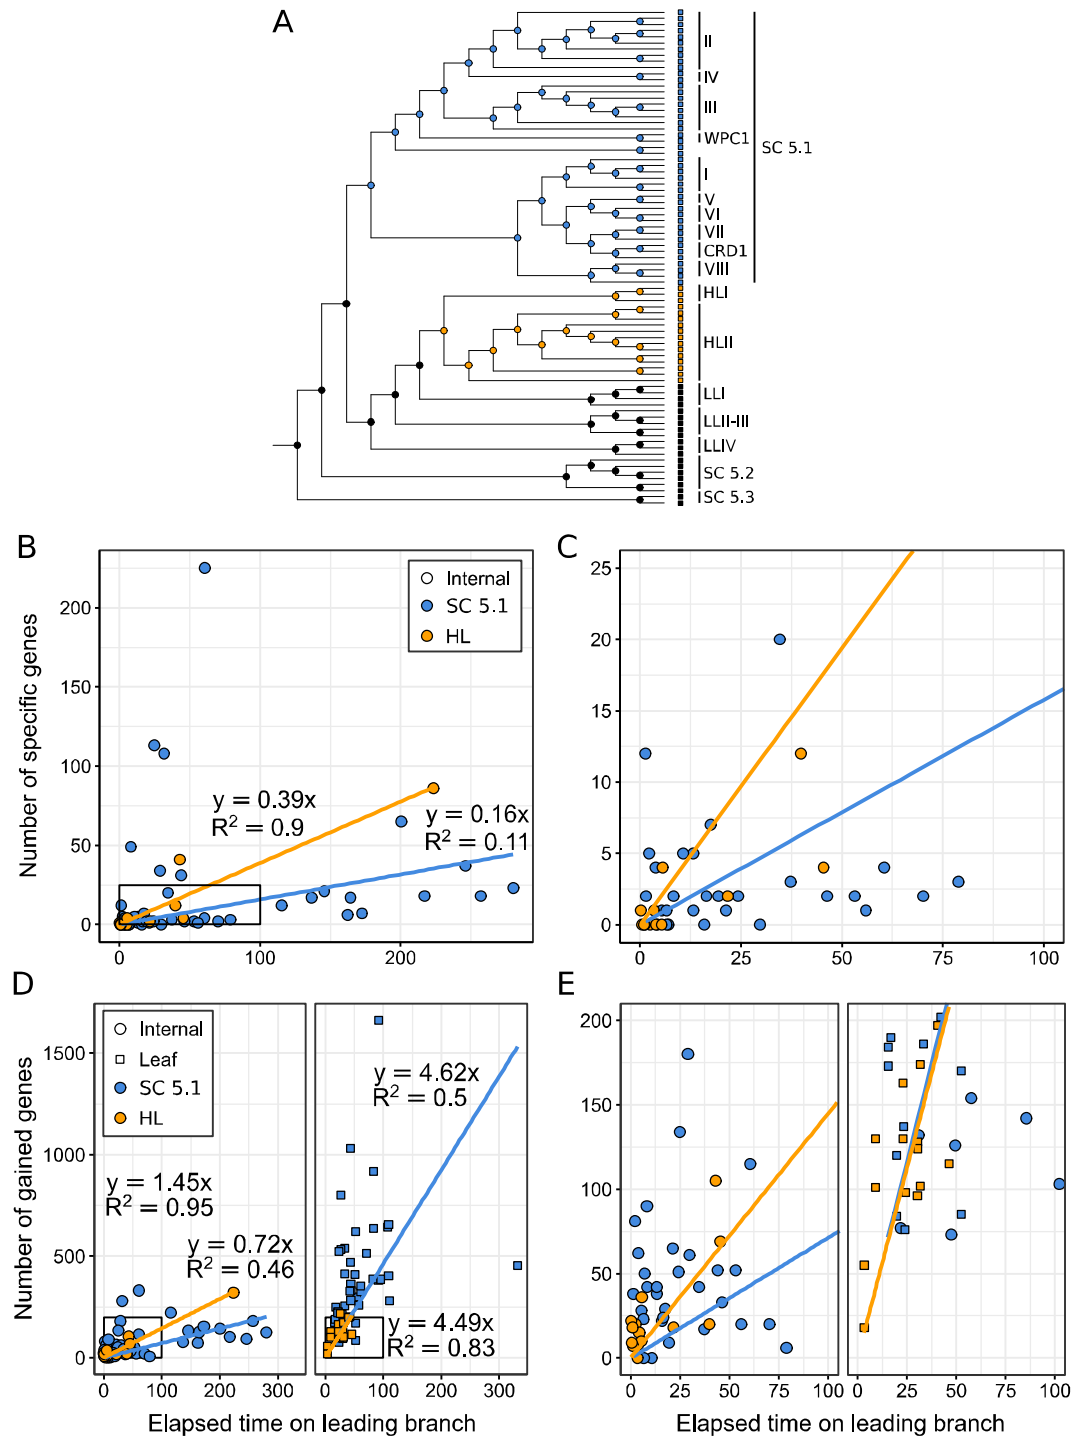 A
II
IV
III
WPC1
SC 5.1
I
V
VI
VII
CRD1
VIII
HLI
HLII
LLI
LLII-III
LLIV
SC 5.2
SC 5.3
B
Number of specific genes
200
150
100
50
0
0 100 200
Internal
SC 5.1
HL
y = 0.39x
R² = 0.9
y = 0.16x
R² = 0.11
C
25
20
15
10
5
0
0 25 50 75 100
D
Number of gained genes
1500
1000
500
0
0 100 200 300
Internal
Leaf
SC 5.1
HL
y = 1.45x
R² = 0.95
y = 0.72x
R² = 0.46
y = 4.62x
R² = 0.5
y = 4.49x
R² = 0.83
0 100 200 300
Elapsed time on leading branch
E
200
150
100
50
0
0 25 50 75 100
0 25 50 75 100
Elapsed time on leading branch